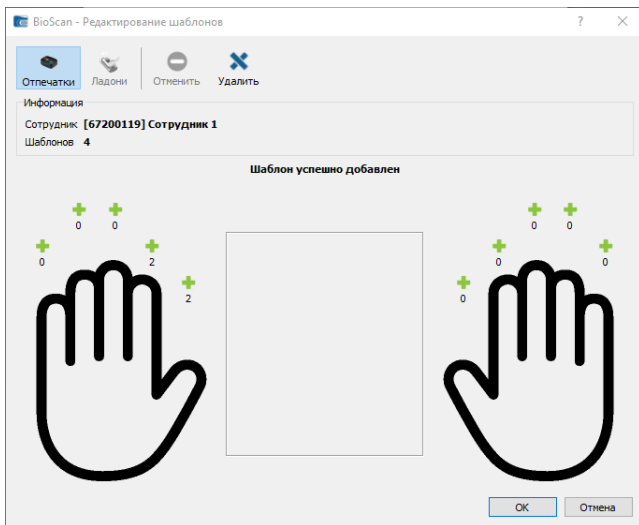 BioScan - Редактирование шаблонов
Отпечатки Ладони Отменить Удалить
Информация
Сотрудник [67200119] Сотрудник 1
Шаблонов 4
Шаблон успешно добавлен
0 0 0 0
0 2 0 0
2 0
OK Отмена